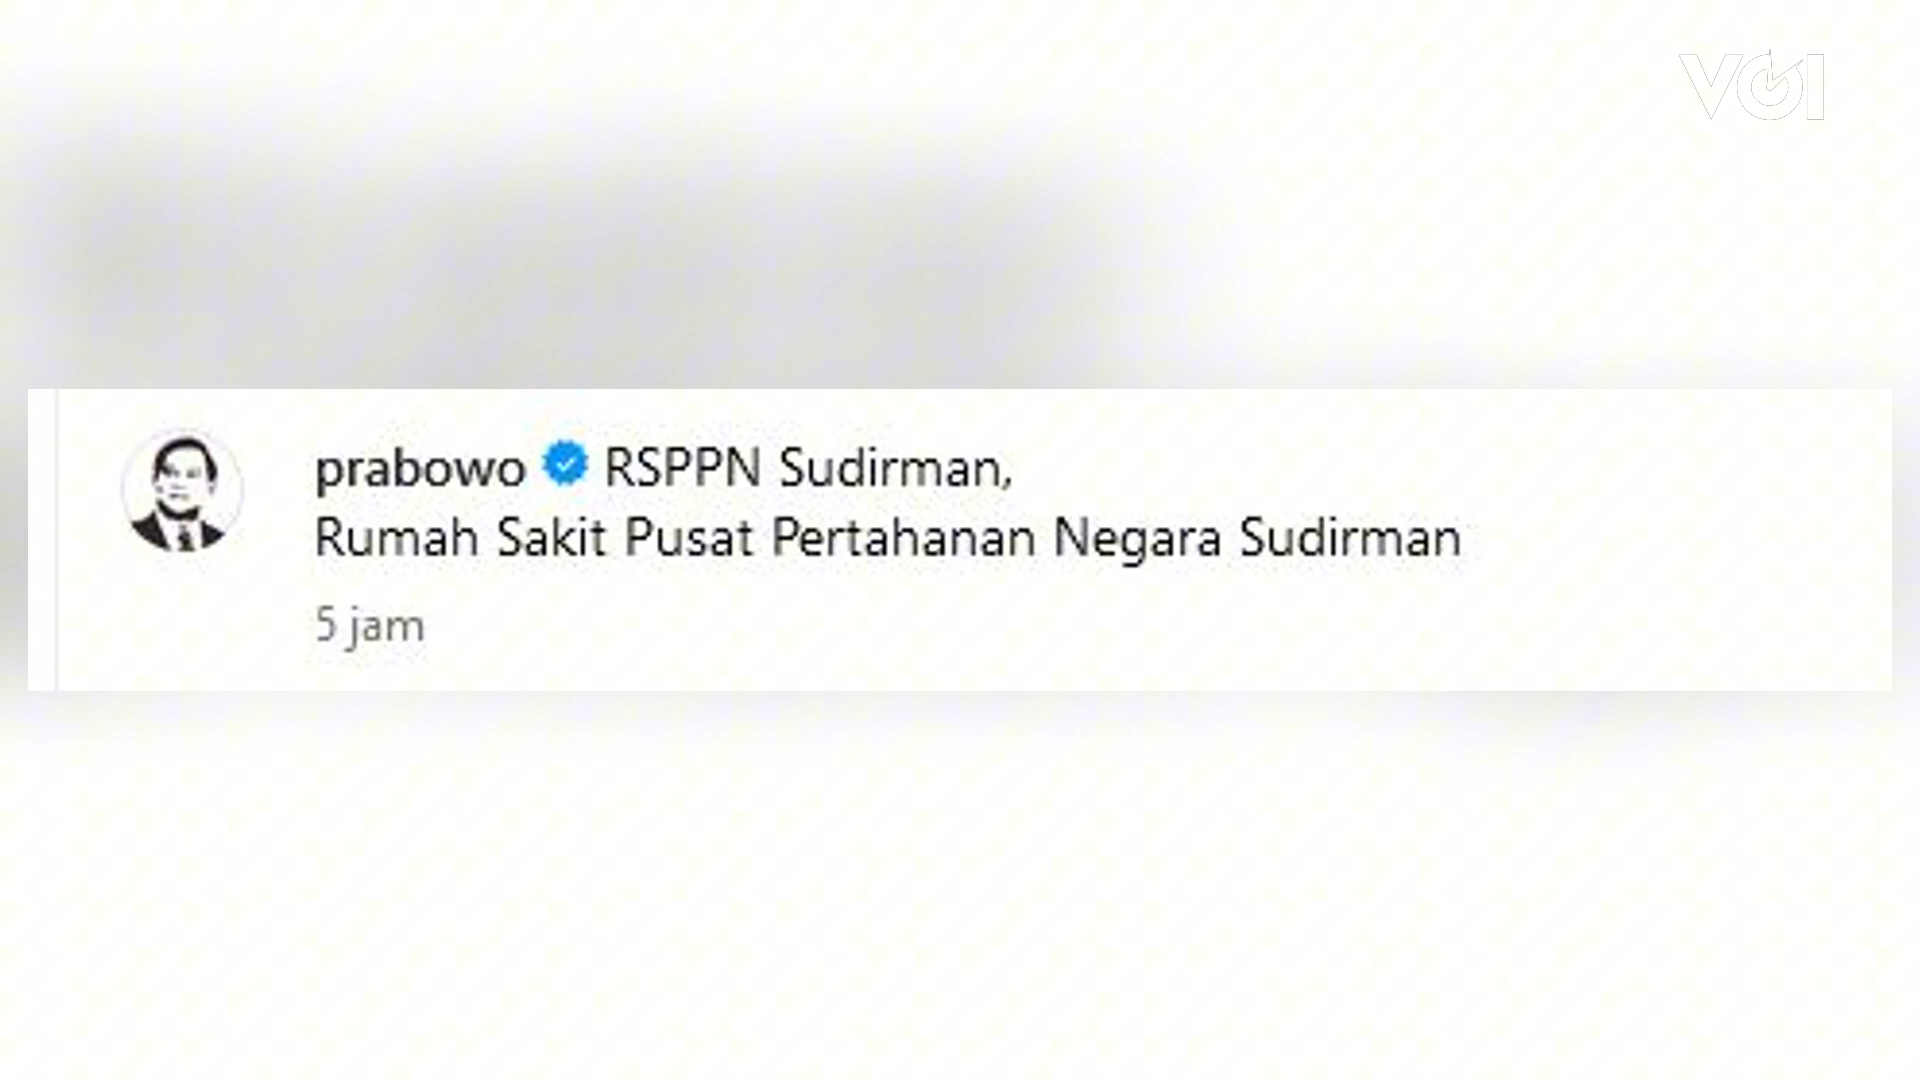 VOI
prabowo RSPPN Sudirman,
Rumah Sakit Pusat Pertahanan Negara Sudirman
5 jam